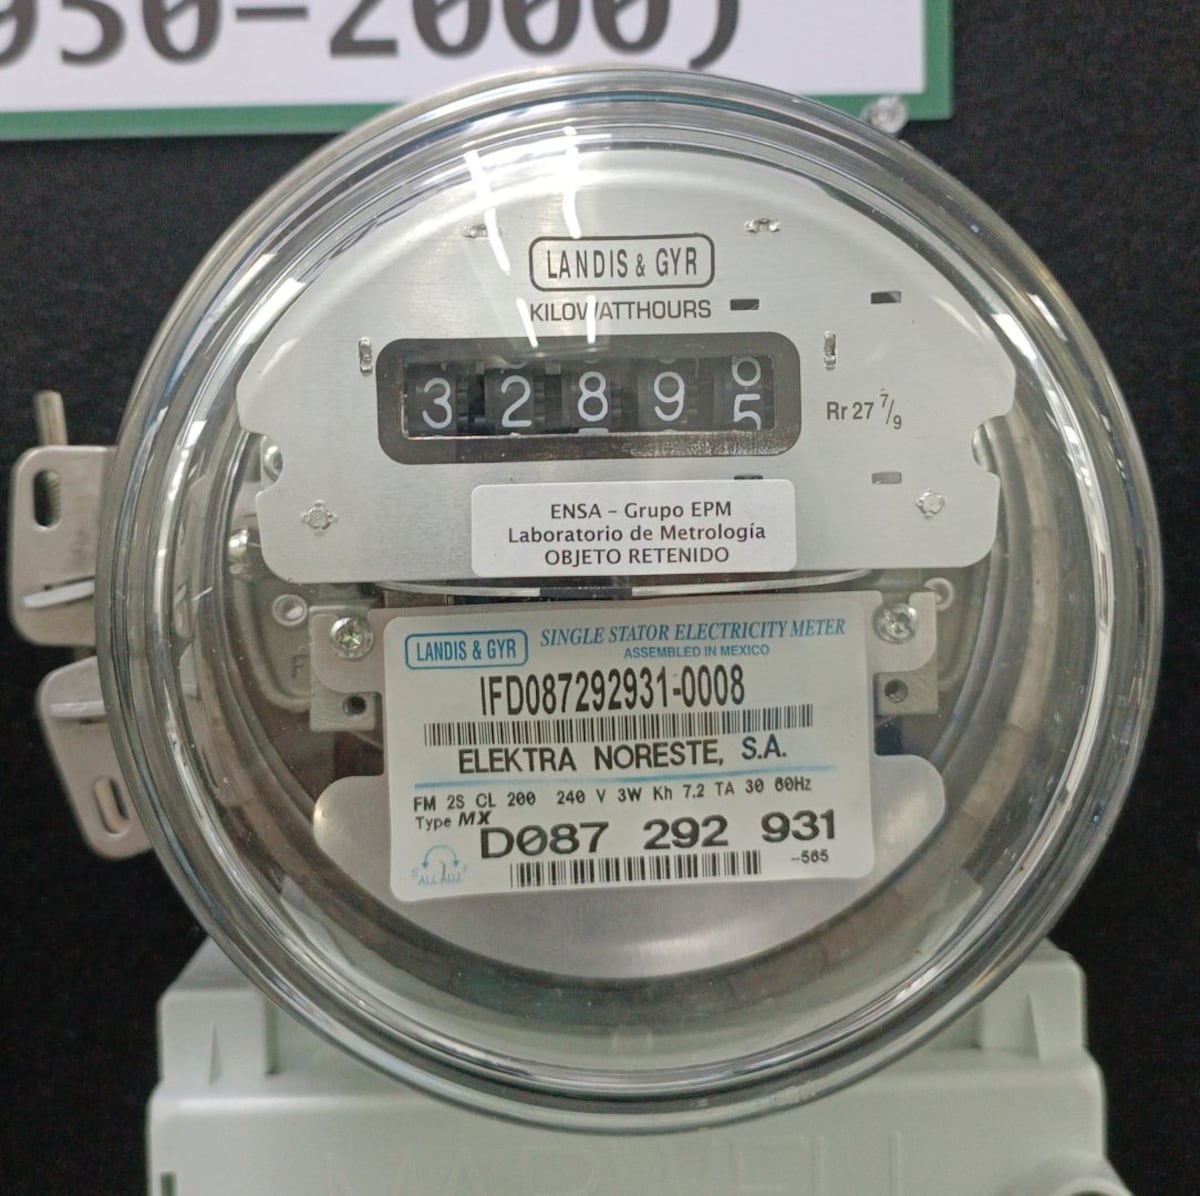 950-2000)
LANDIS & GYR
KILOWATTHOURS
3 2 8 9 5
Rr 27 7/9
ENSA – Grupo EPM
Laboratorio de Metrología
OBJETO RETENIDO
LANDIS & GYR
SINGLE STATOR ELECTRICITY METER
ASSEMBLED IN MEXICO
IFD087292931-0008
ELEKTRA NORESTE, S.A.
FM 2S CL 200 240 V 3W Kh 7.2 TA 30 60Hz
Type MX
D087 292 931
-565
S F
ALL ADJ.